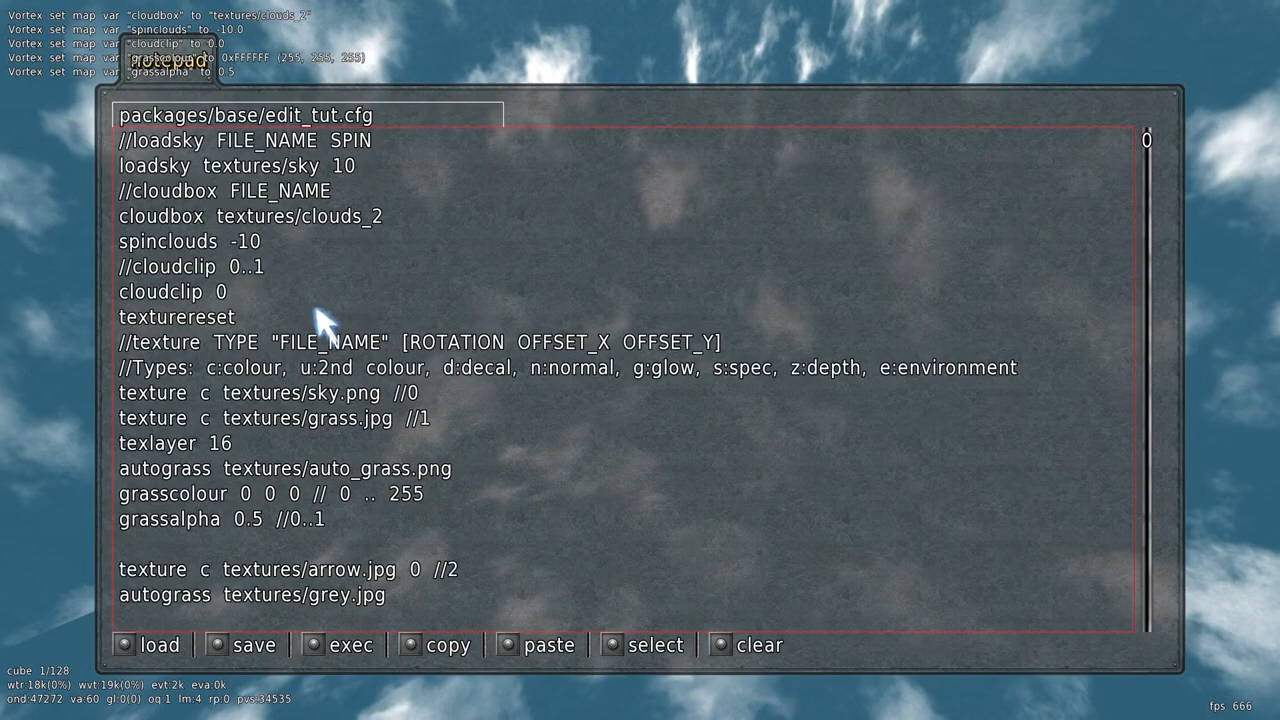 Vortex set map var "cloudbox" to "textures/clouds_2"
Vortex set map var "spinclouds" to -10.0
Vortex set map var "cloudclip" to 0.0
Vortex set map var "grasscolour" to 0xFFFFFF (255, 255, 255)
Vortex set map var "grassalpha" to 0.5
notepad
packages/base/edit_tut.cfg
//loadsky FILE_NAME SPIN
loadsky textures/sky 10
//cloudbox FILE_NAME
cloudbox textures/clouds_2
spinclouds -10
//cloudclip 0..1
cloudclip 0
texturereset
//texture TYPE "FILE_NAME" [ROTATION OFFSET_X OFFSET_Y]
//Types: c:colour, u:2nd colour, d:decal, n:normal, g:glow, s:spec, z:depth, e:environment
texture c textures/sky.png //0
texture c textures/grass.jpg //1
texlayer 16
autograss textures/auto_grass.png
grasscolour 0 0 0 // 0 .. 255
grassalpha 0.5 //0..1
texture c textures/arrow.jpg 0 //2
autograss textures/grey.jpg
0
load save exec copy paste select clear
cube 1/128
wtr:18k(0%) wvt:19k(0%) evt:2k eva:0k
ond:47272 va:60 gl:0(0) oq:1 lm:4 rp:0 pvs:34535
fps 666